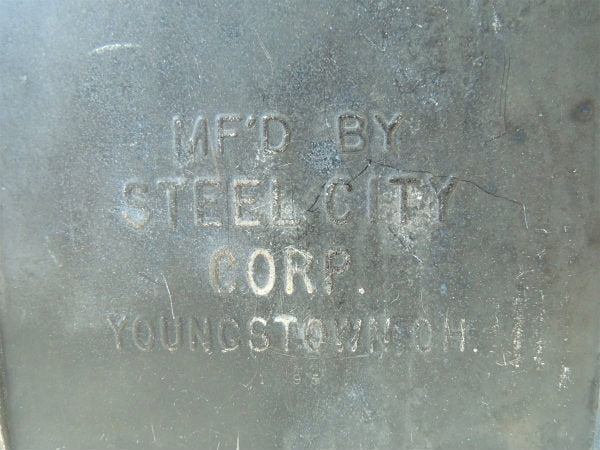 MF'D BY
STEEL CITY
CORP.
YOUNGSTOWN, OH.